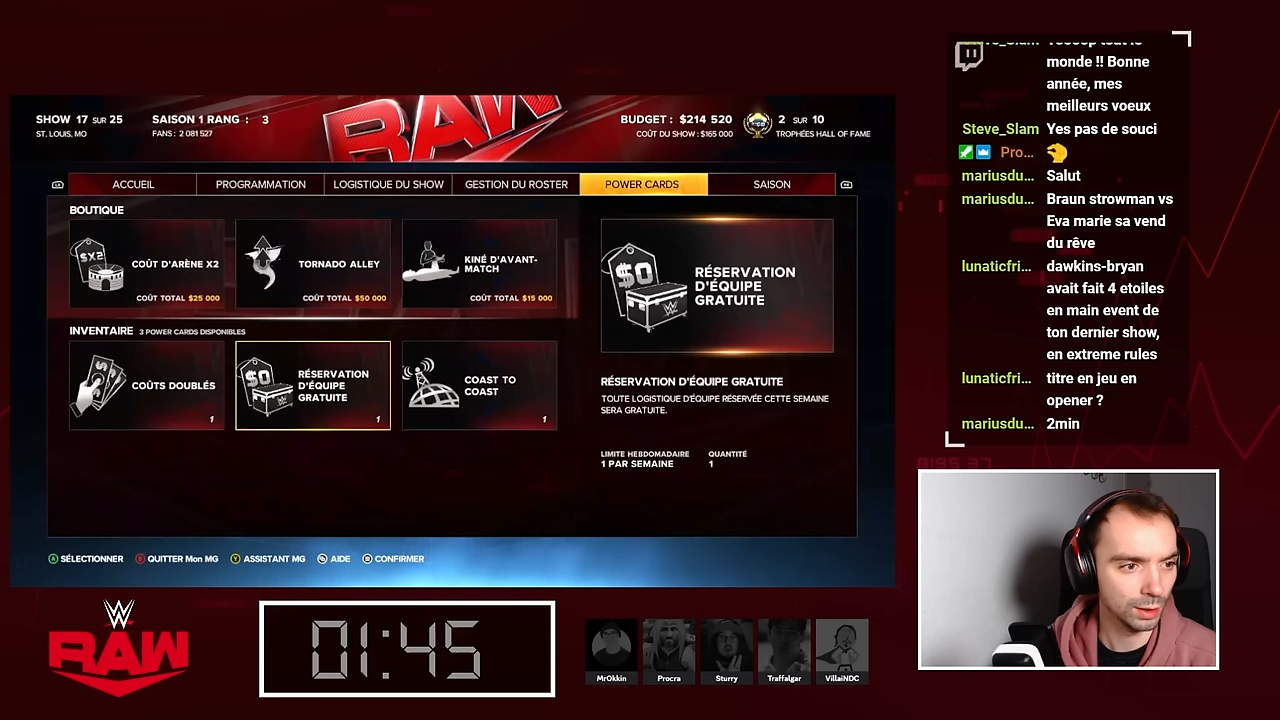 RAW
SHOW 17 SUR 25
ST. LOUIS, MO
SAISON 1 RANG : 3
FANS : 2 081 527
BUDGET : $214 520
COÛT DU SHOW : $165 000
2 SUR 10
TROPHÉES HALL OF FAME
ACCUEIL
PROGRAMMATION
LOGISTIQUE DU SHOW
GESTION DU ROSTER
POWER CARDS
SAISON
BOUTIQUE
$X2
COÛT D'ARÈNE X2
COÛT TOTAL $25 000
TORNADO ALLEY
COÛT TOTAL $50 000
KINÉ D'AVANT-
MATCH
COÛT TOTAL $15 000
INVENTAIRE 3 POWER CARDS DISPONIBLES
COÛTS DOUBLÉS
1
$0
RÉSERVATION
D'ÉQUIPE
GRATUITE
1
COAST TO
COAST
1
$0
RÉSERVATION
D'ÉQUIPE
GRATUITE
RÉSERVATION D'ÉQUIPE GRATUITE
TOUTE LOGISTIQUE D'ÉQUIPE RÉSERVÉE CETTE SEMAINE
SERA GRATUITE.
LIMITE HEBDOMADAIRE
1 PAR SEMAINE
QUANTITÉ
1
A SÉLECTIONNER
B QUITTER Mon MG
Y ASSISTANT MG
AIDE
CONFIRMER
monde !! Bonne
année, mes
meilleurs voeux
Steve_Slam Yes pas de souci
Pro...
mariusdu... Salut
mariusdu... Braun strowman vs
Eva marie sa vend
du rêve
lunaticfri... dawkins-bryan
avait fait 4 etoiles
en main event de
ton dernier show,
en extreme rules
lunaticfri... titre en jeu en
opener ?
mariusdu... 2min
W
RAW
01:45
MrOkkin
Procra
Sturry
Traffalgar
VillaiNDC